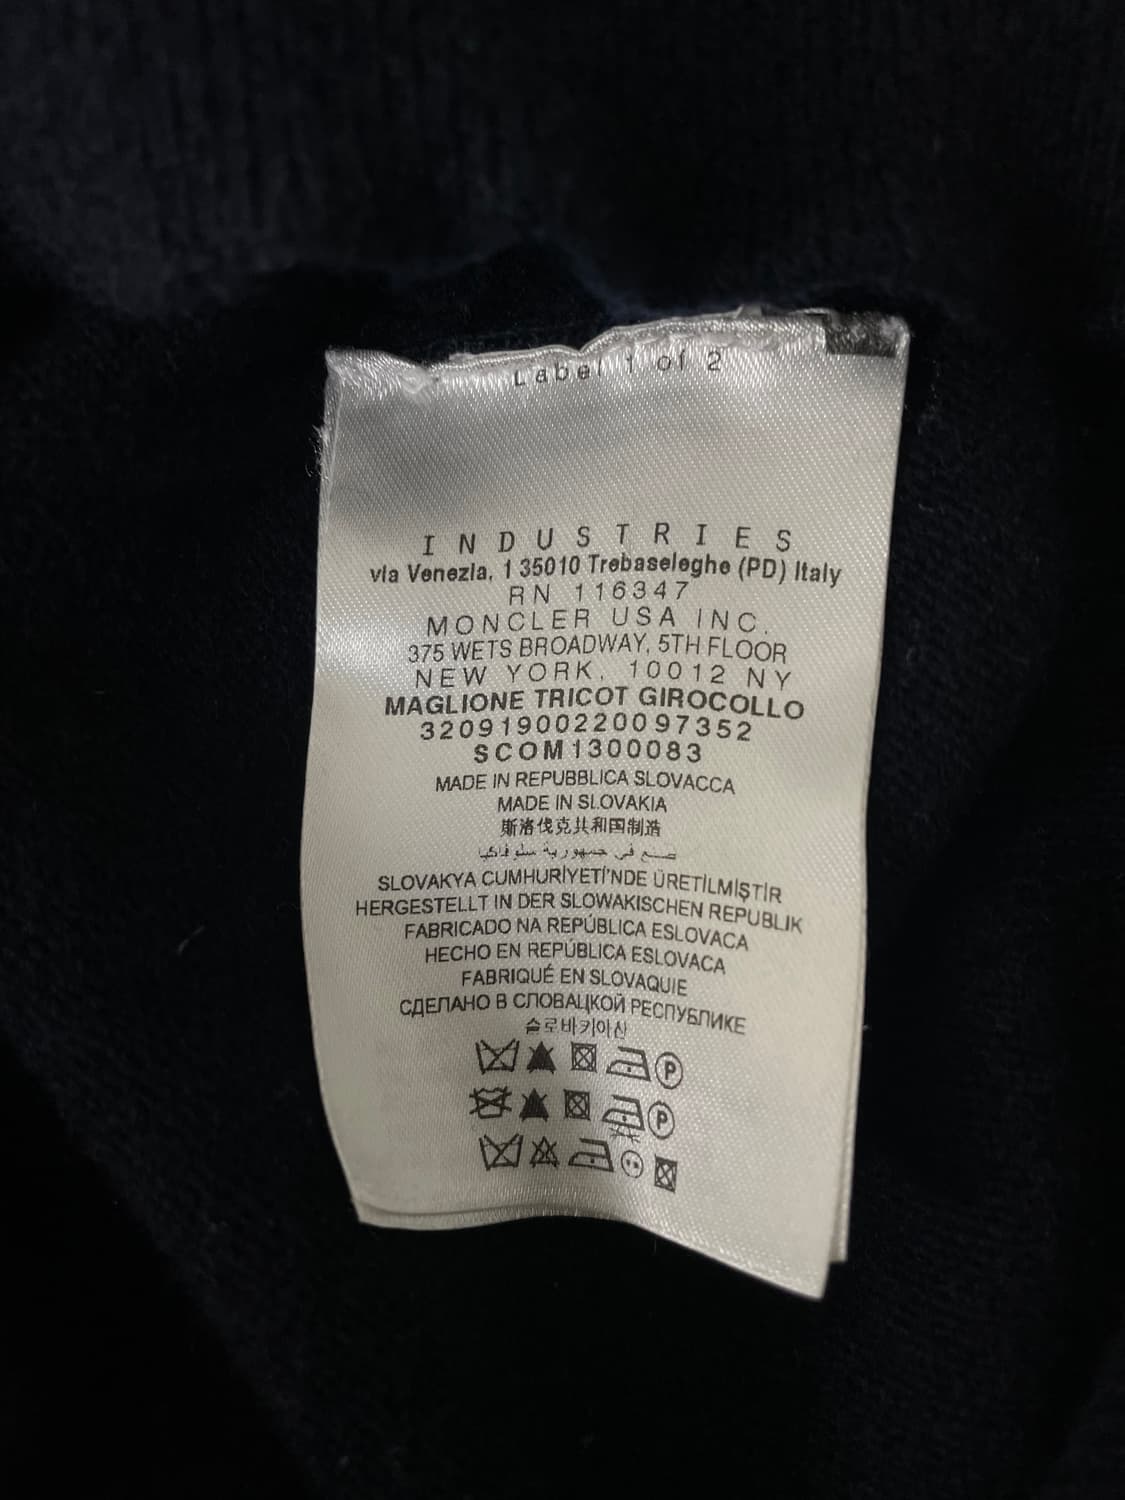 Label 1 of 2
INDUSTRIES
via Venezia, 1 35010 Trebaseleghe (PD) Italy
RN 116347
MONCLER USA INC.
375 WETS BROADWAY, 5TH FLOOR
NEW YORK, 10012 NY
MAGLIONE TRICOT GIROCOLLO
32091900220097352
SCOM1300083
MADE IN REPUBBLICA SLOVACCA
MADE IN SLOVAKIA
斯洛伐克共和国制造
صنع في جمهورية سلوفاكيا
SLOVAKYA CUMHURİYETİ'NDE ÜRETİLMİŞTİR
HERGESTELLT IN DER SLOWAKISCHEN REPUBLIK
FABRICADO NA REPÚBLICA ESLOVACA
HECHO EN REPÚBLICA ESLOVACA
FABRIQUÉ EN SLOVAQUIE
СДЕЛАНО В СЛОВАЦКОЙ РЕСПУБЛИКЕ
슬로바키아산
P
P